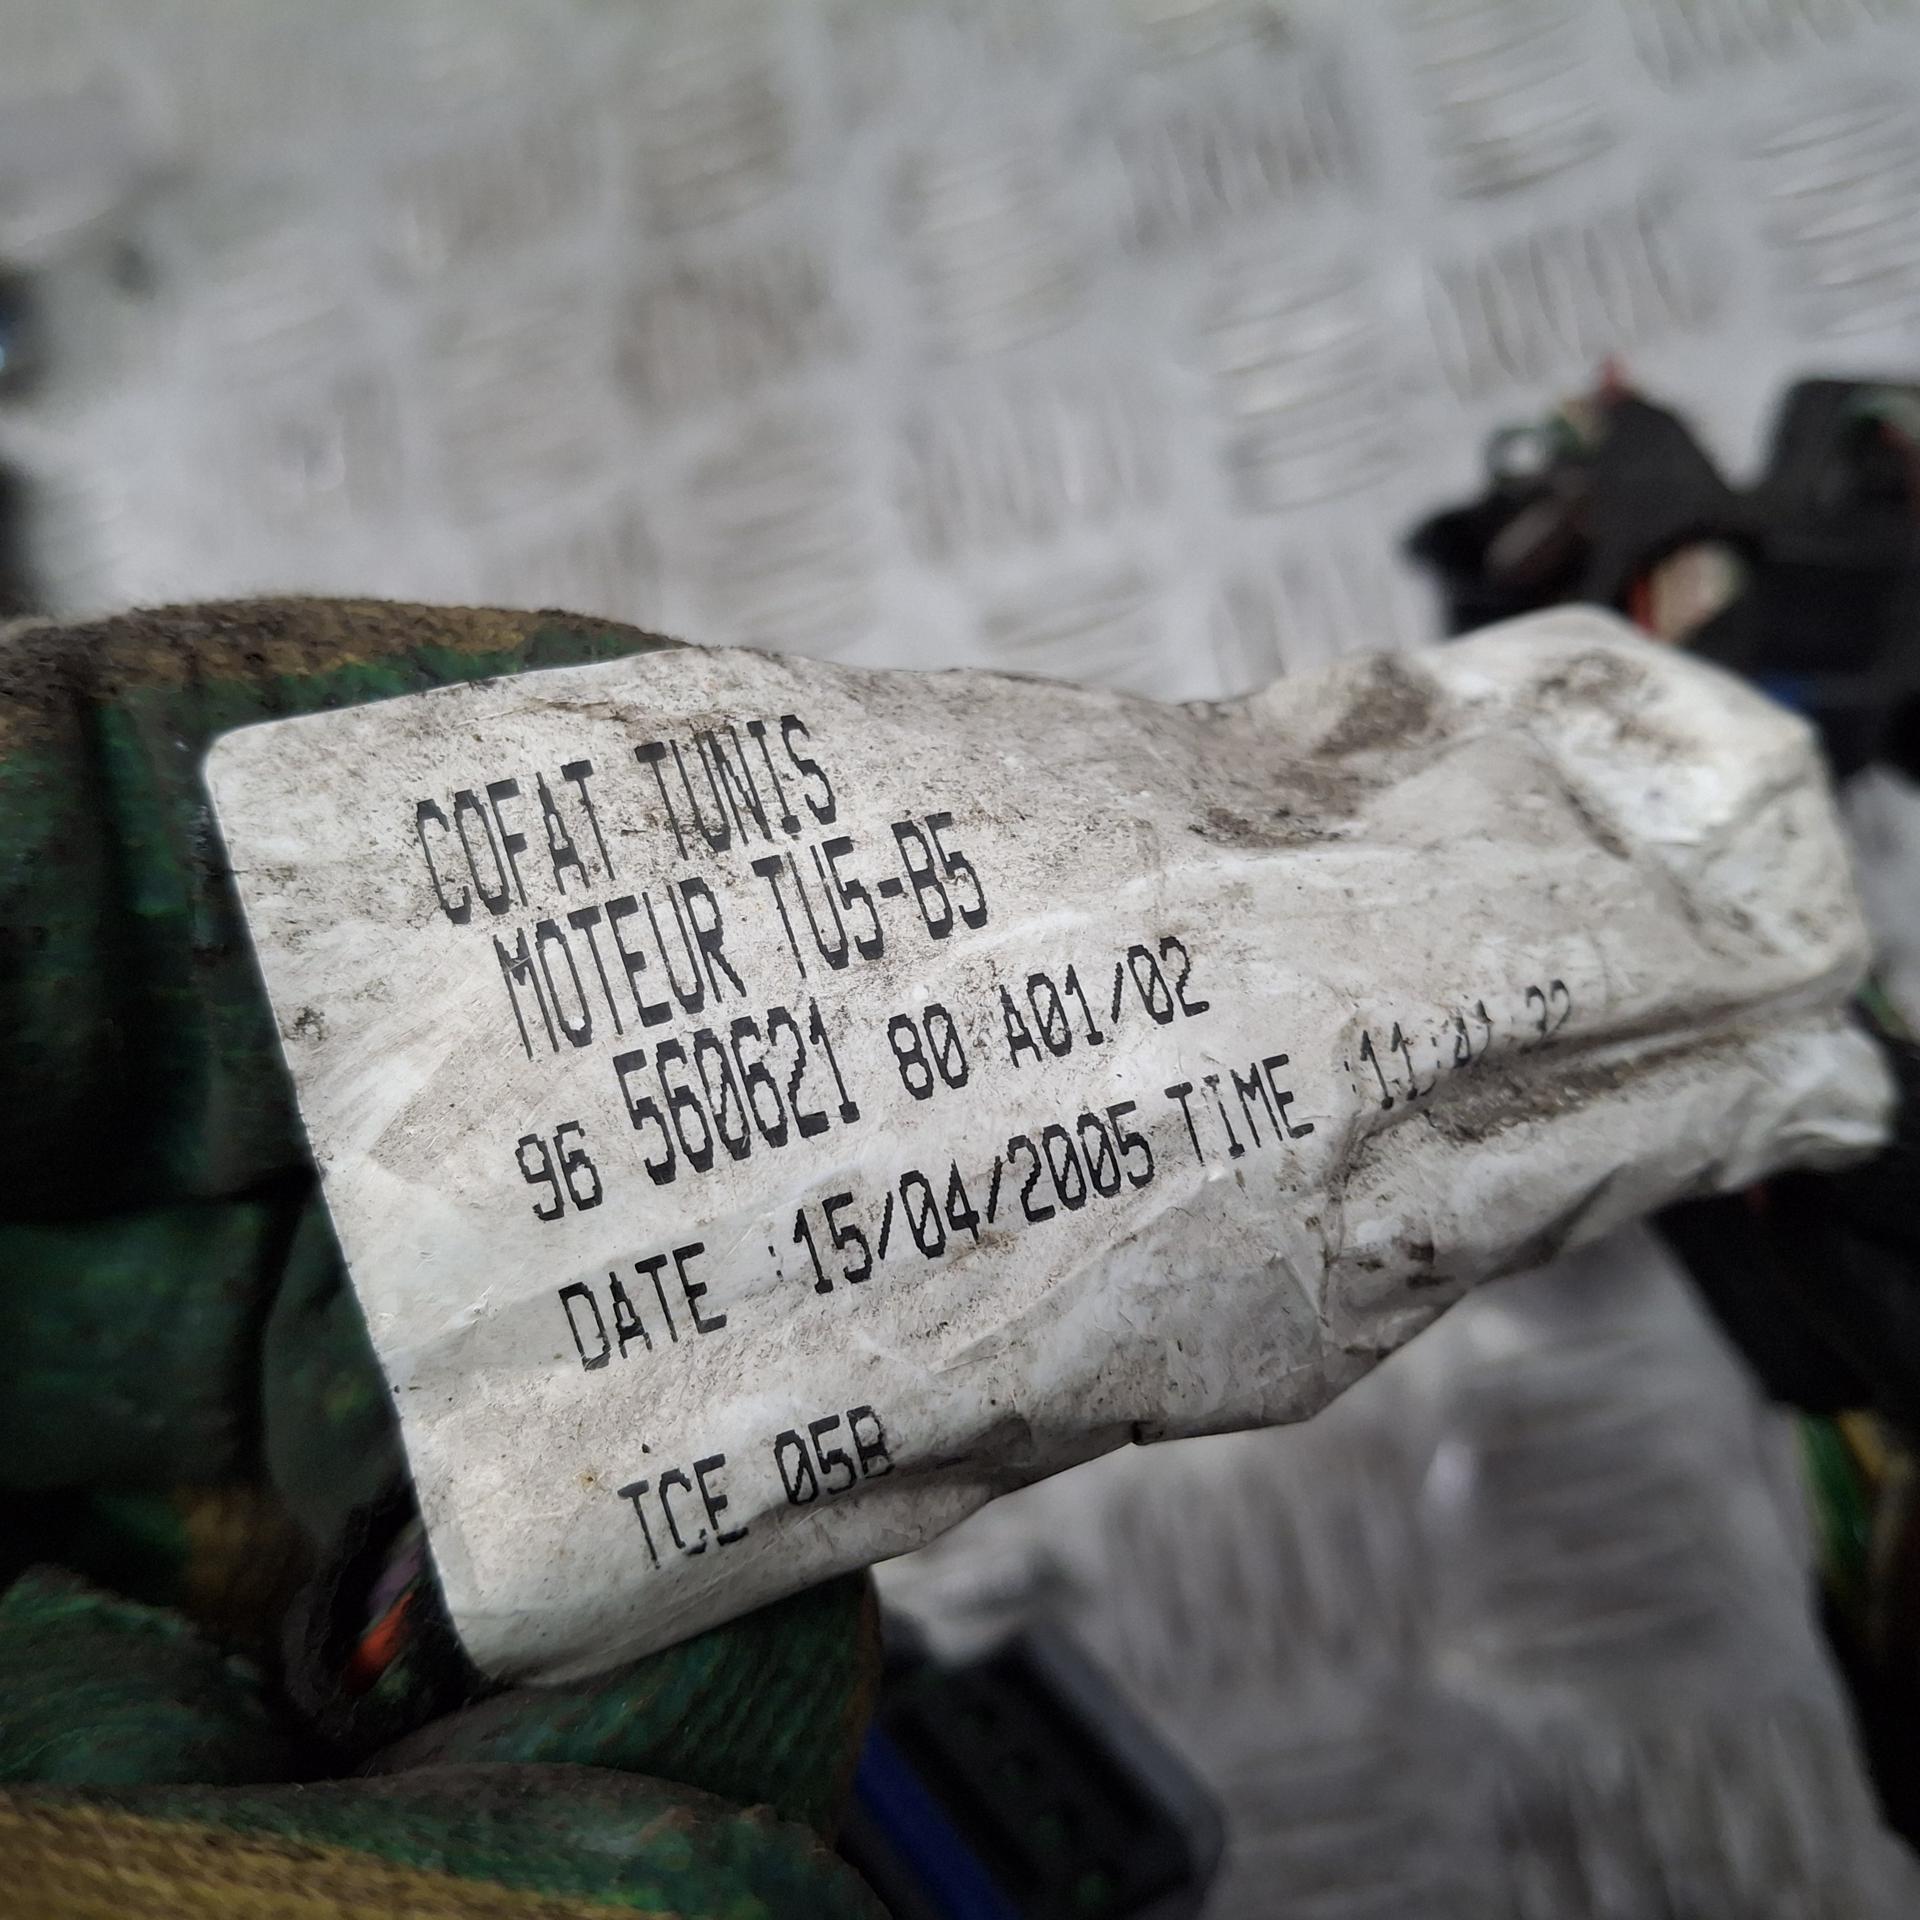 COFAT TUNIS
MOTEUR TU5-B5
96 560621 80 A01/02
DATE :15/04/2005 TIME
TCE 05B